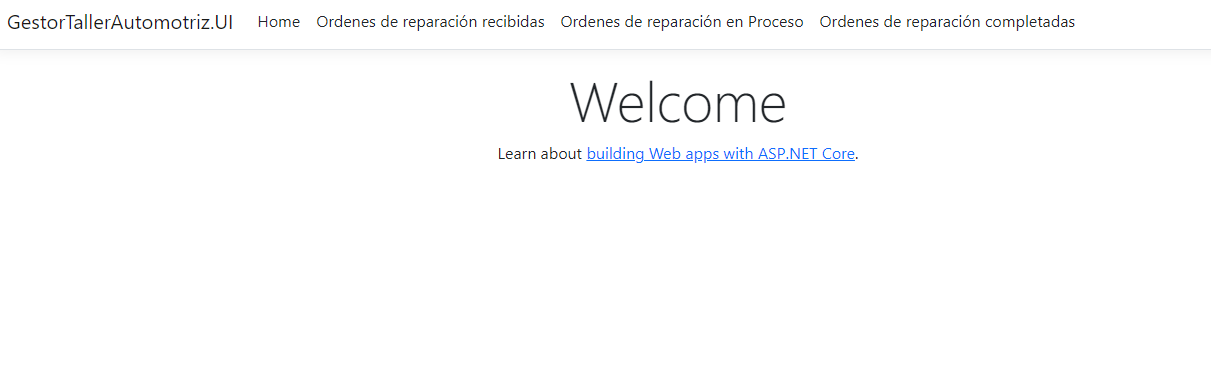 GestorTallerAutomotriz.UI Home Ordenes de reparación recibidas Ordenes de reparación en Proceso Ordenes de reparación completadas
Welcome
Learn about building Web apps with ASP.NET Core.